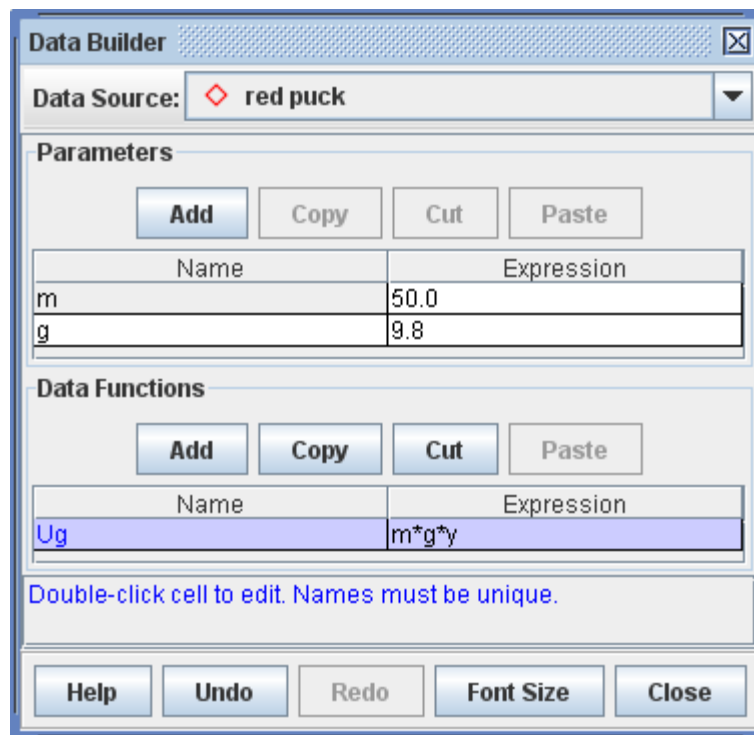 Data Builder
Data Source: red puck
Parameters
Add Copy Cut Paste
Name Expression
m 50.0
g 9.8
Data Functions
Add Copy Cut Paste
Name Expression
Ug m*g*y
Double-click cell to edit. Names must be unique.
Help Undo Redo Font Size Close